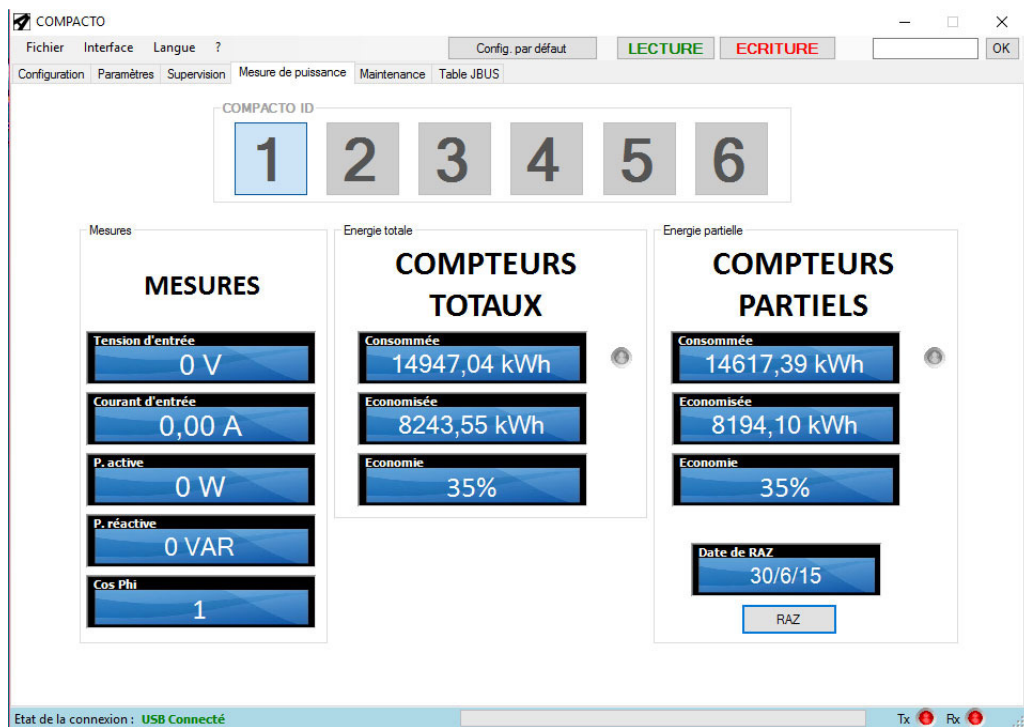 COMPACTO
Fichier Interface Langue ? Config. par défaut LECTURE ECRITURE OK
Configuration Paramètres Supervision Mesure de puissance Maintenance Table JBUS
COMPACTO ID
1 2 3 4 5 6
Mesures
MESURES
Tension d'entrée
0 V
Courant d'entrée
0,00 A
P. active
0 W
P. réactive
0 VAR
Cos Phi
1
Energie totale
COMPTEURS
TOTAUX
Consommée
14947,04 kWh
Economisée
8243,55 kWh
Economie
35%
Energie partielle
COMPTEURS
PARTIELS
Consommée
14617,39 kWh
Economisée
8194,10 kWh
Economie
35%
Date de RAZ
30/6/15
RAZ
Etat de la connexion : USB Connecté Tx Rx